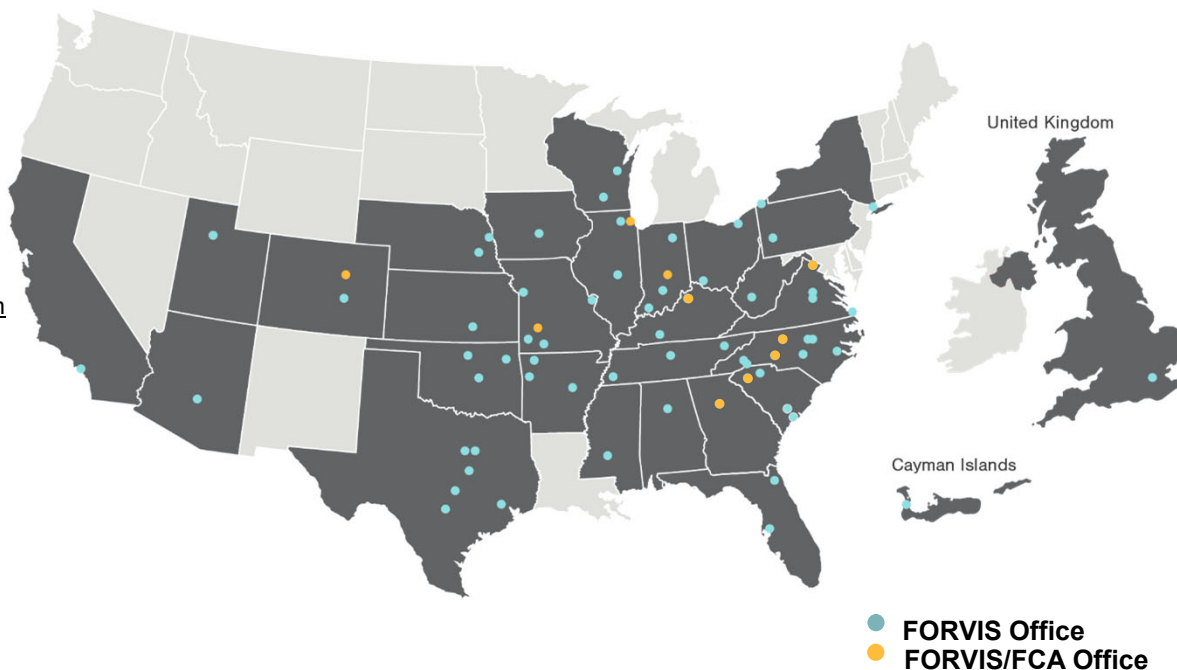 United Kingdom
n
Cayman Islands
FORVIS Office
FORVIS/FCA Office